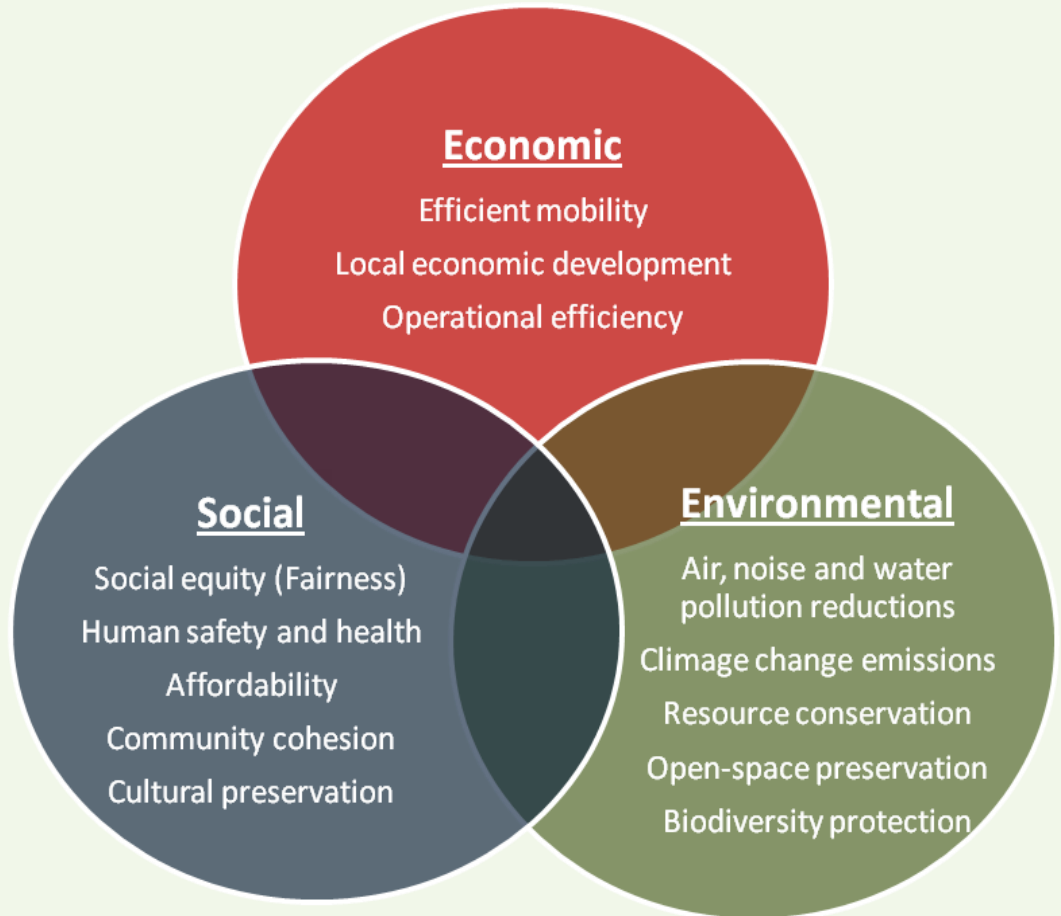 Economic
Efficient mobility
Local economic development
Operational efficiency
Social
Social equity (Fairness)
Human safety and health
Affordability
Community cohesion
Cultural preservation
Environmental
Air, noise and water
pollution reductions
Climage change emissions
Resource conservation
Open-space preservation
Biodiversity protection